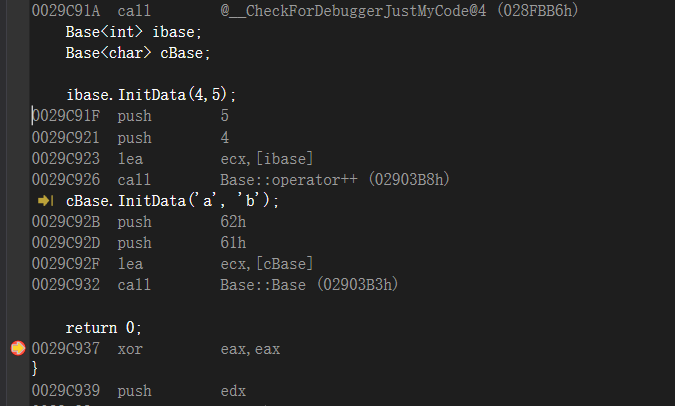 0029C91A call @__CheckForDebuggerJustMyCode@4 (028FBB6h)
Base<int> ibase;
Base<char> cBase;
ibase.InitData(4,5);
0029C91F push 5
0029C921 push 4
0029C923 lea ecx,[ibase]
0029C926 call Base::operator++ (02903B8h)
cBase.InitData('a', 'b');
0029C92B push 62h
0029C92D push 61h
0029C92F lea ecx,[cBase]
0029C932 call Base::Base (02903B3h)
return 0;
0029C937 xor eax,eax
}
0029C939 push edx